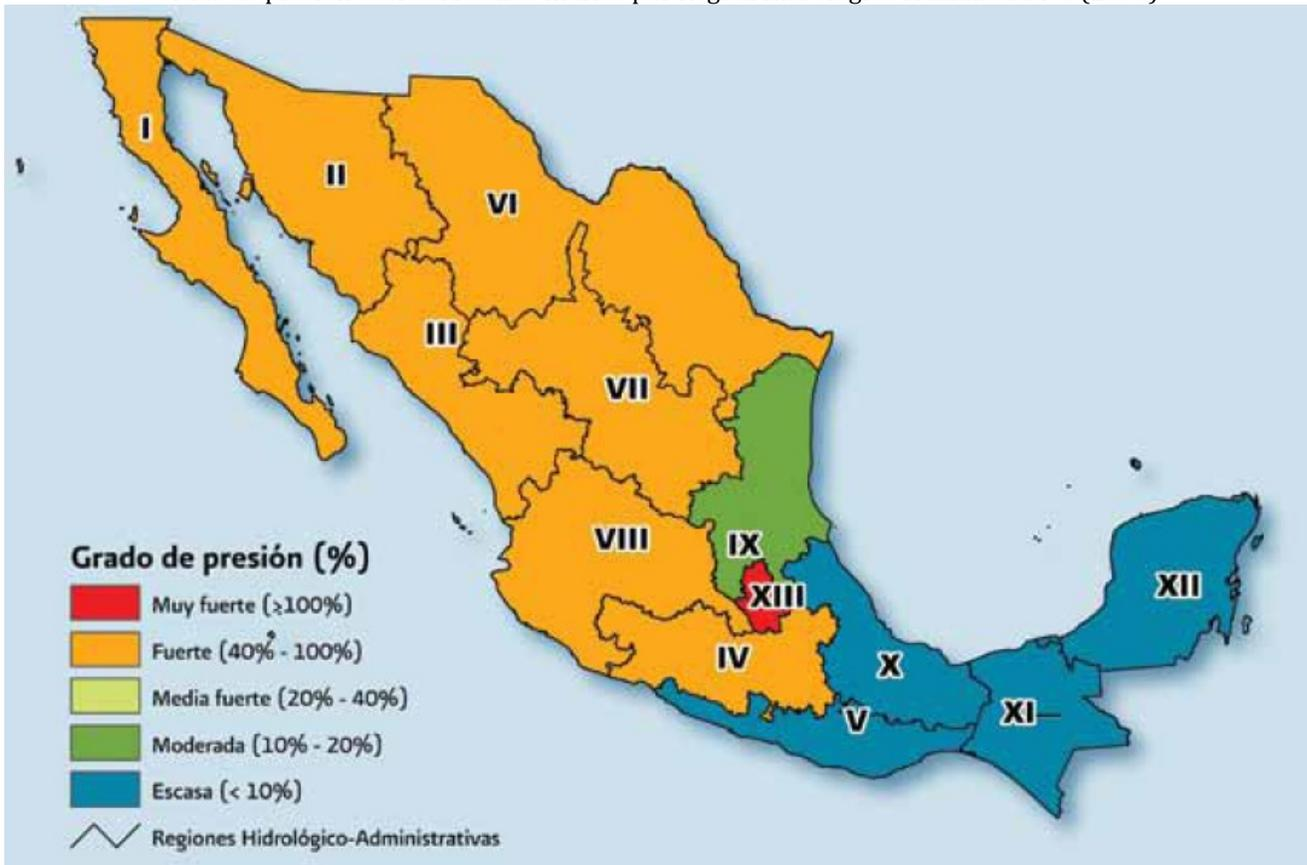 I
II
VI
III
VII
VIII
IX
XIII
XII
IV
X
V
XI
Grado de presión (%)
Muy fuerte (≥100%)
Fuerte (40% - 100%)
Media fuerte (20% - 40%)
Moderada (10% - 20%)
Escasa (< 10%)
Regiones Hidrológico-Administrativas